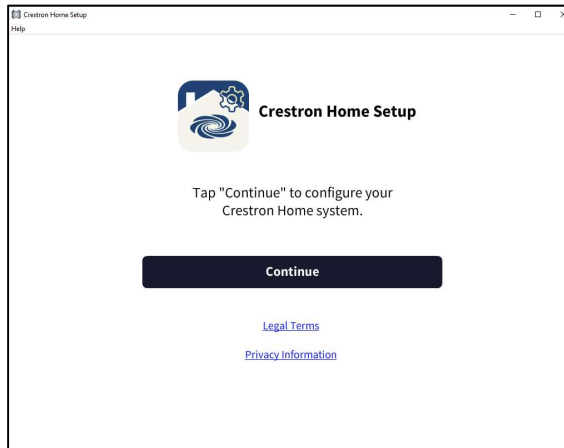 Crestron Home Setup
Help
Crestron Home Setup
Tap "Continue" to configure your
Crestron Home system.
Continue
Legal Terms
Privacy Information